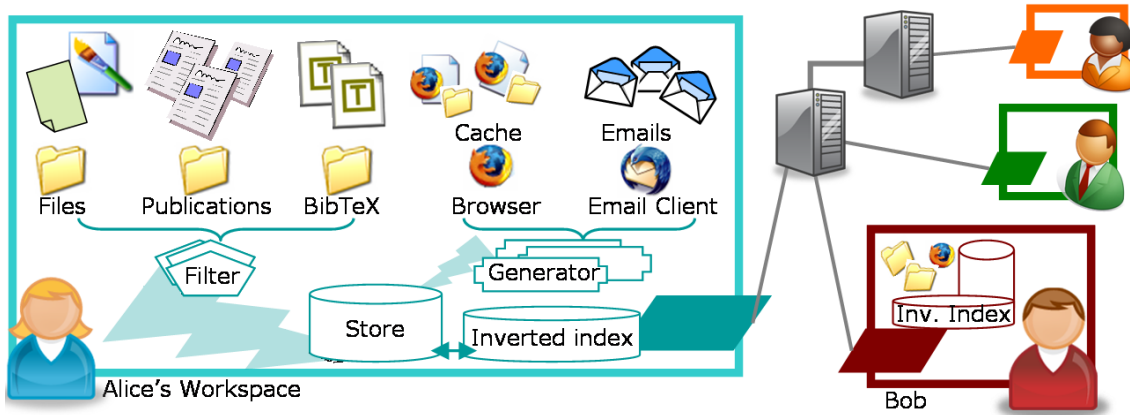 Cache
Emails
Files
Publications
BibTeX
Browser
Email Client
Filter
Generator
Store
Inverted index
Alice's Workspace
Inv. Index
Bob